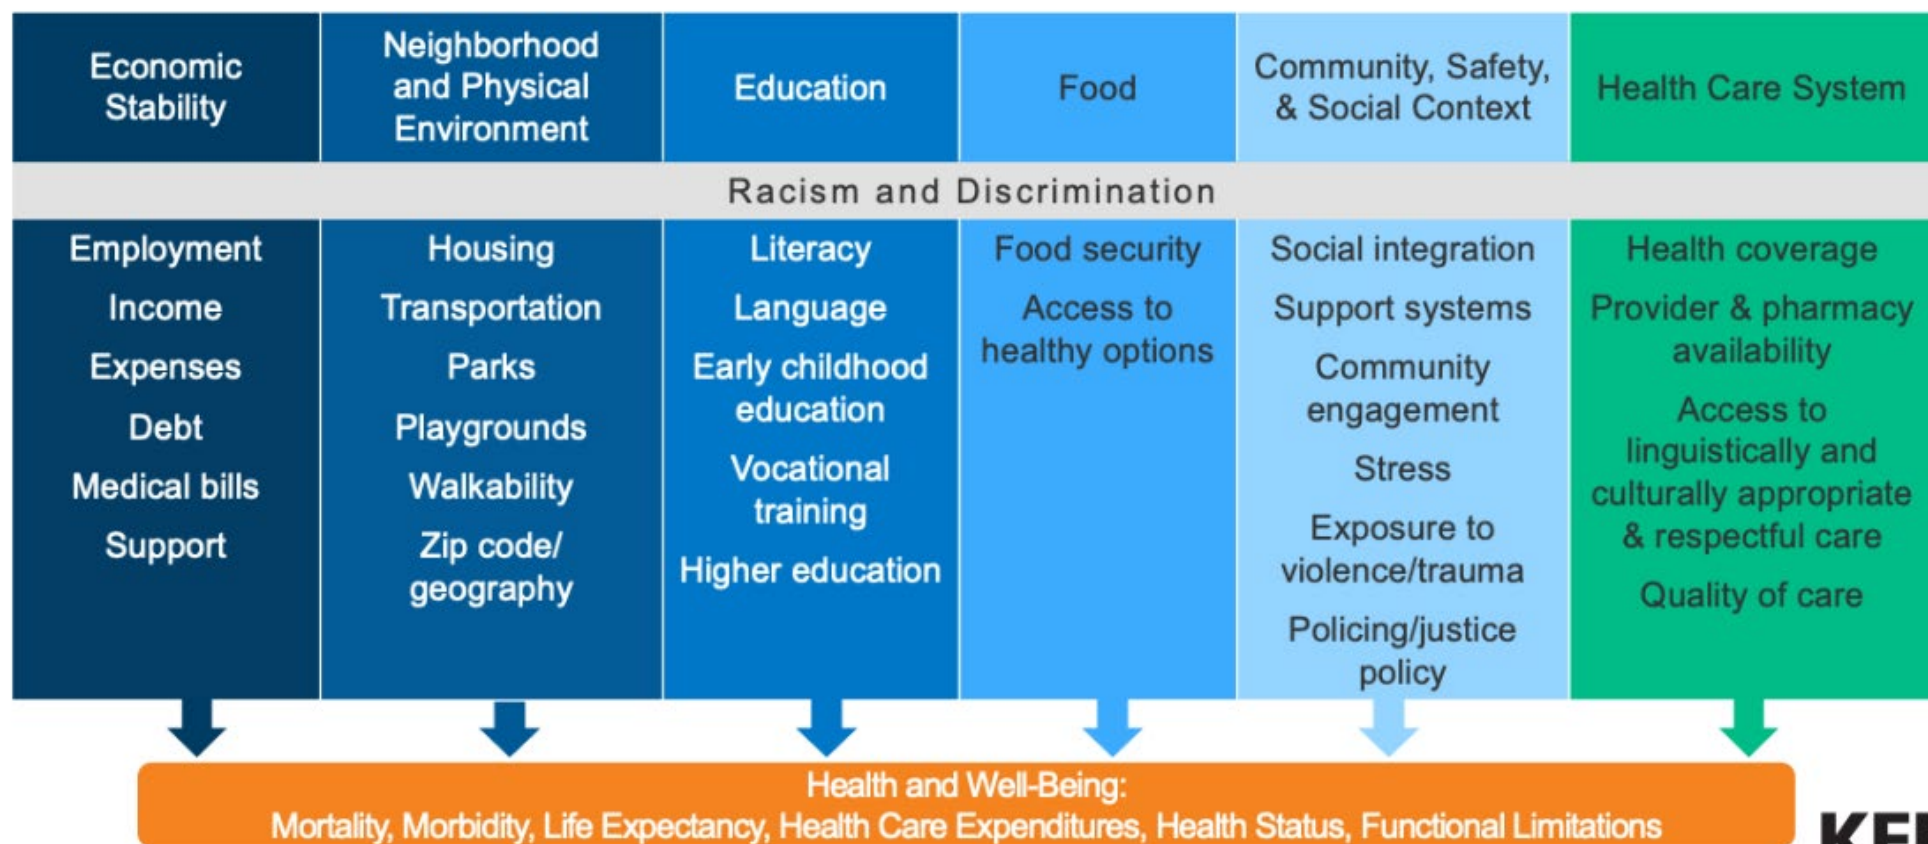 Economic
Stability
Neighborhood
and Physical
Environment
Education
Food
Community, Safety,
& Social Context
Health Care System
Racism and Discrimination
Employment
Income
Expenses
Debt
Medical bills
Support
Housing
Transportation
Parks
Playgrounds
Walkability
Zip code/
geography
Literacy
Language
Early childhood
education
Vocational
training
Higher education
Food security
Access to
healthy options
Social integration
Support systems
Community
engagement
Stress
Exposure to
violence/trauma
Policing/justice
policy
Health coverage
Provider & pharmacy
availability
Access to
linguistically and
culturally appropriate
& respectful care
Quality of care
Health and Well-Being:
Mortality, Morbidity, Life Expectancy, Health Care Expenditures, Health Status, Functional Limitations